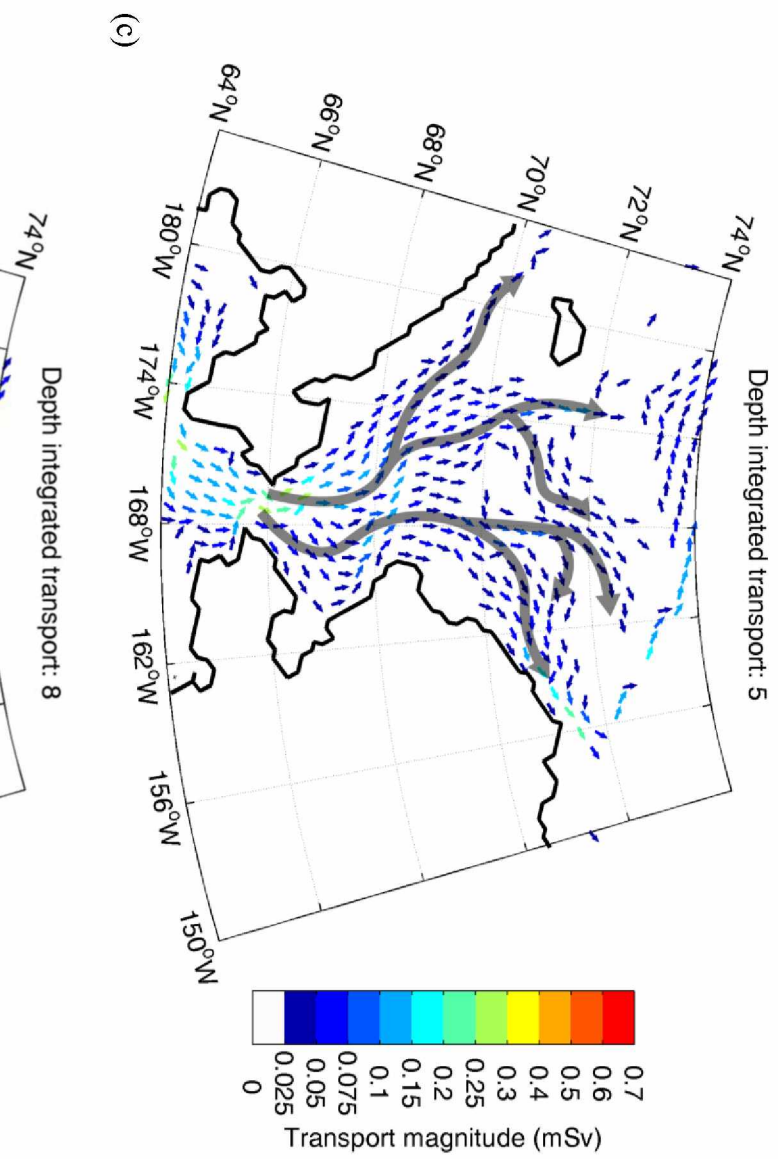 (c)
Depth integrated transport: 5
74°N
72°N
70°N
68°N
66°N
64°N
180°W
174°W
168°W
162°W
156°W
150°W
0.7
0.6
0.5
0.4
0.3
0.25
0.2
0.15
0.1
0.075
0.05
0.025
0
Transport magnitude (mSv)
Depth integrated transport: 8
74°N